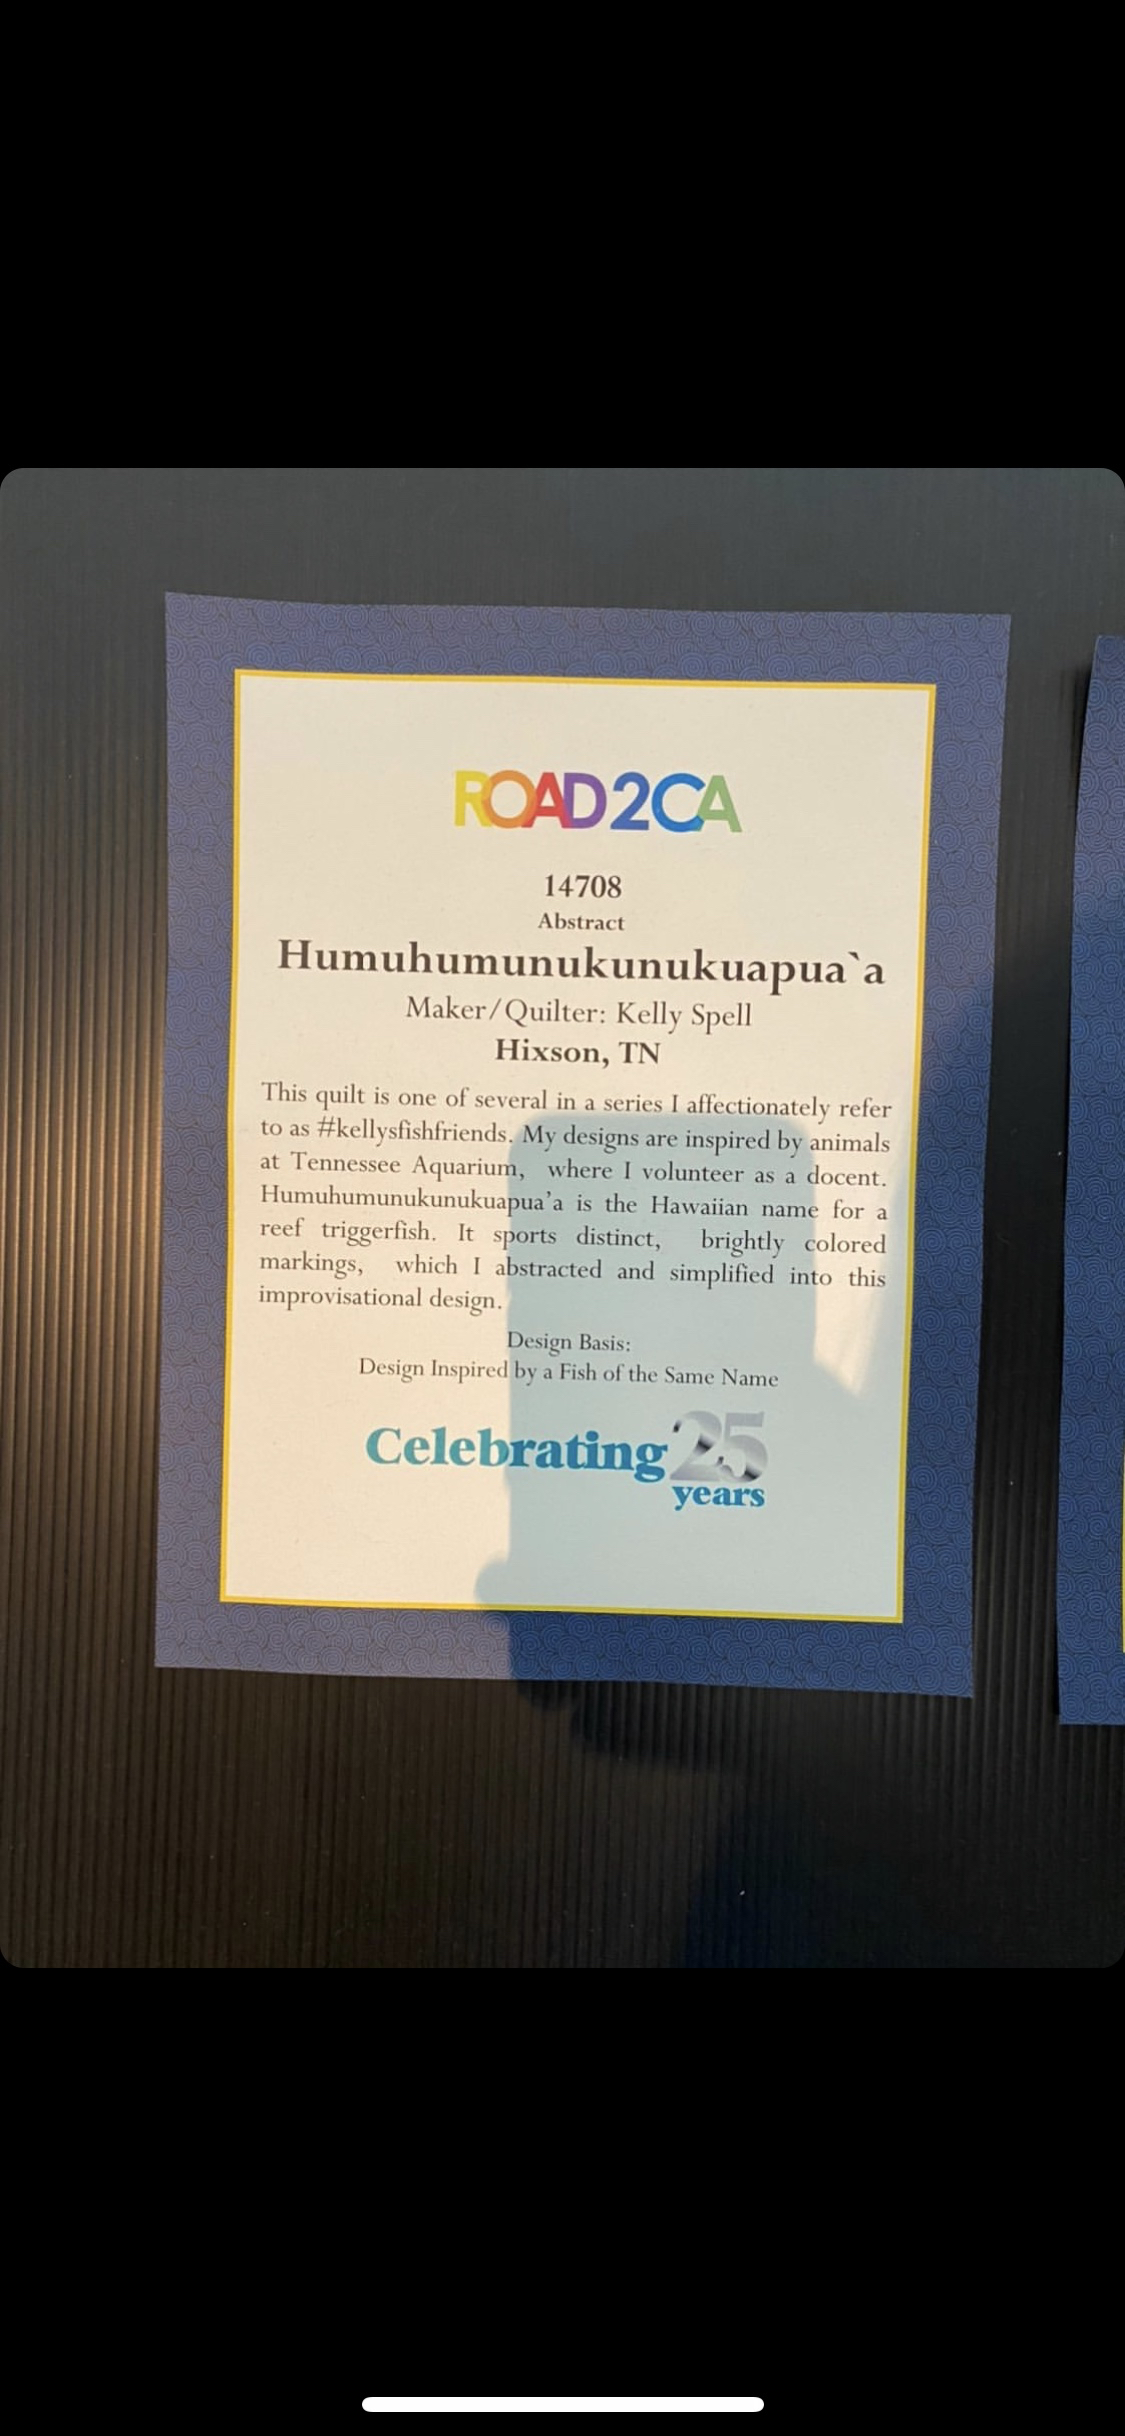 ROAD2CA
14708
Abstract
Humuhumunukunukuapua`a
Maker/Quilter: Kelly Spell
Hixson, TN
This quilt is one of several in a series I affectionately refer
to as #kellysfishfriends. My designs are inspired by animals
at Tennessee Aquarium, where I volunteer as a docent.
Humuhumunukunukuapua’a is the Hawaiian name for a
reef triggerfish. It sports distinct, brightly colored
markings, which I abstracted and simplified into this
improvisational design.
Design Basis:
Design Inspired by a Fish of the Same Name
Celebrating 25
years